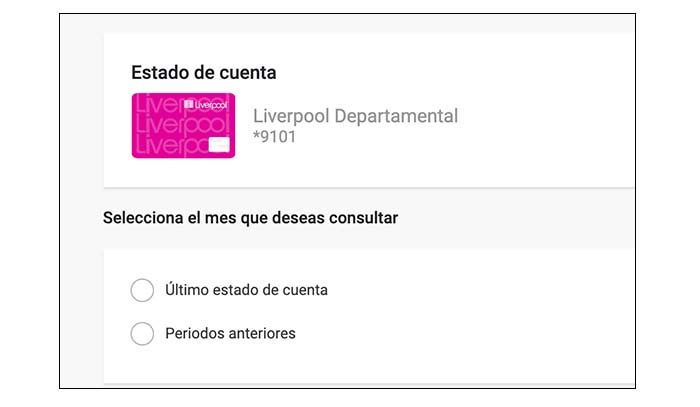 Estado de cuenta
Liverpool
Liverpool
Liverpool
Liverpool
Liverpool Departamental
*9101
Selecciona el mes que deseas consultar
Último estado de cuenta
Periodos anteriores